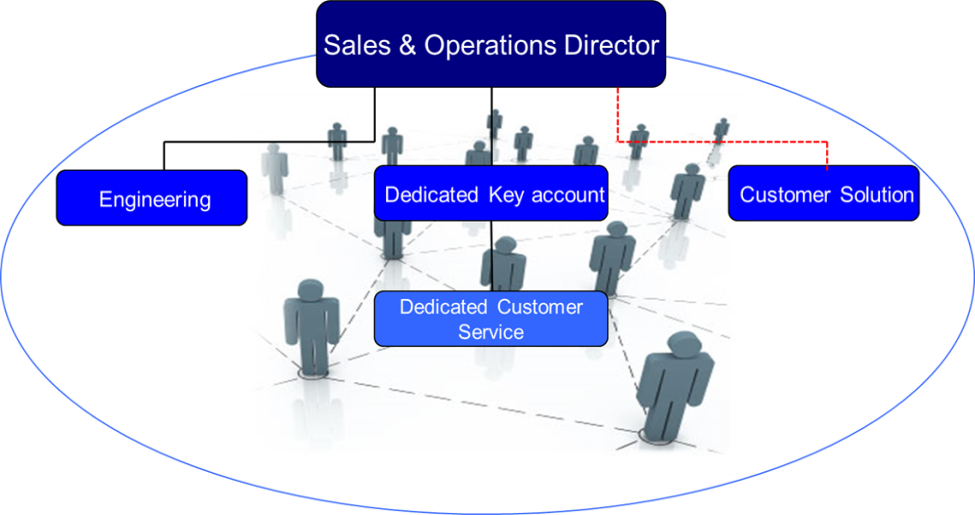 Sales & Operations Director
Engineering
Dedicated Key account
Customer Solution
Dedicated Customer
Service